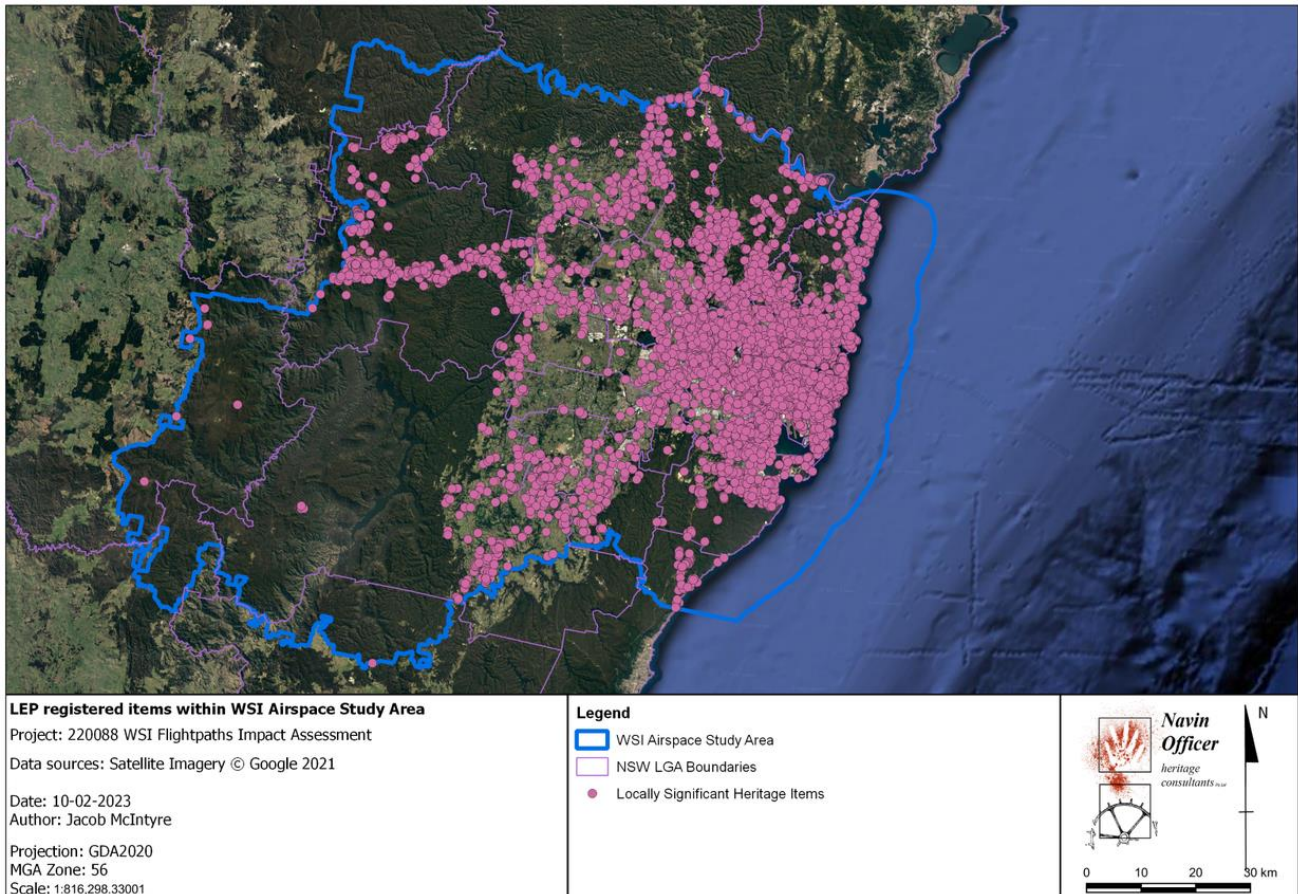 LEP registered items within WSI Airspace Study Area
Project: 220088 WSI Flightpaths Impact Assessment
Data sources: Satellite Imagery © Google 2021
Date: 10-02-2023
Author: Jacob McIntyre
Projection: GDA2020
MGA Zone: 56
Scale: 1:816.298.33001
Legend
WSI Airspace Study Area
NSW LGA Boundaries
Locally Significant Heritage Items
Navin
Officer
heritage
consultants
N
0 10 20 30 km